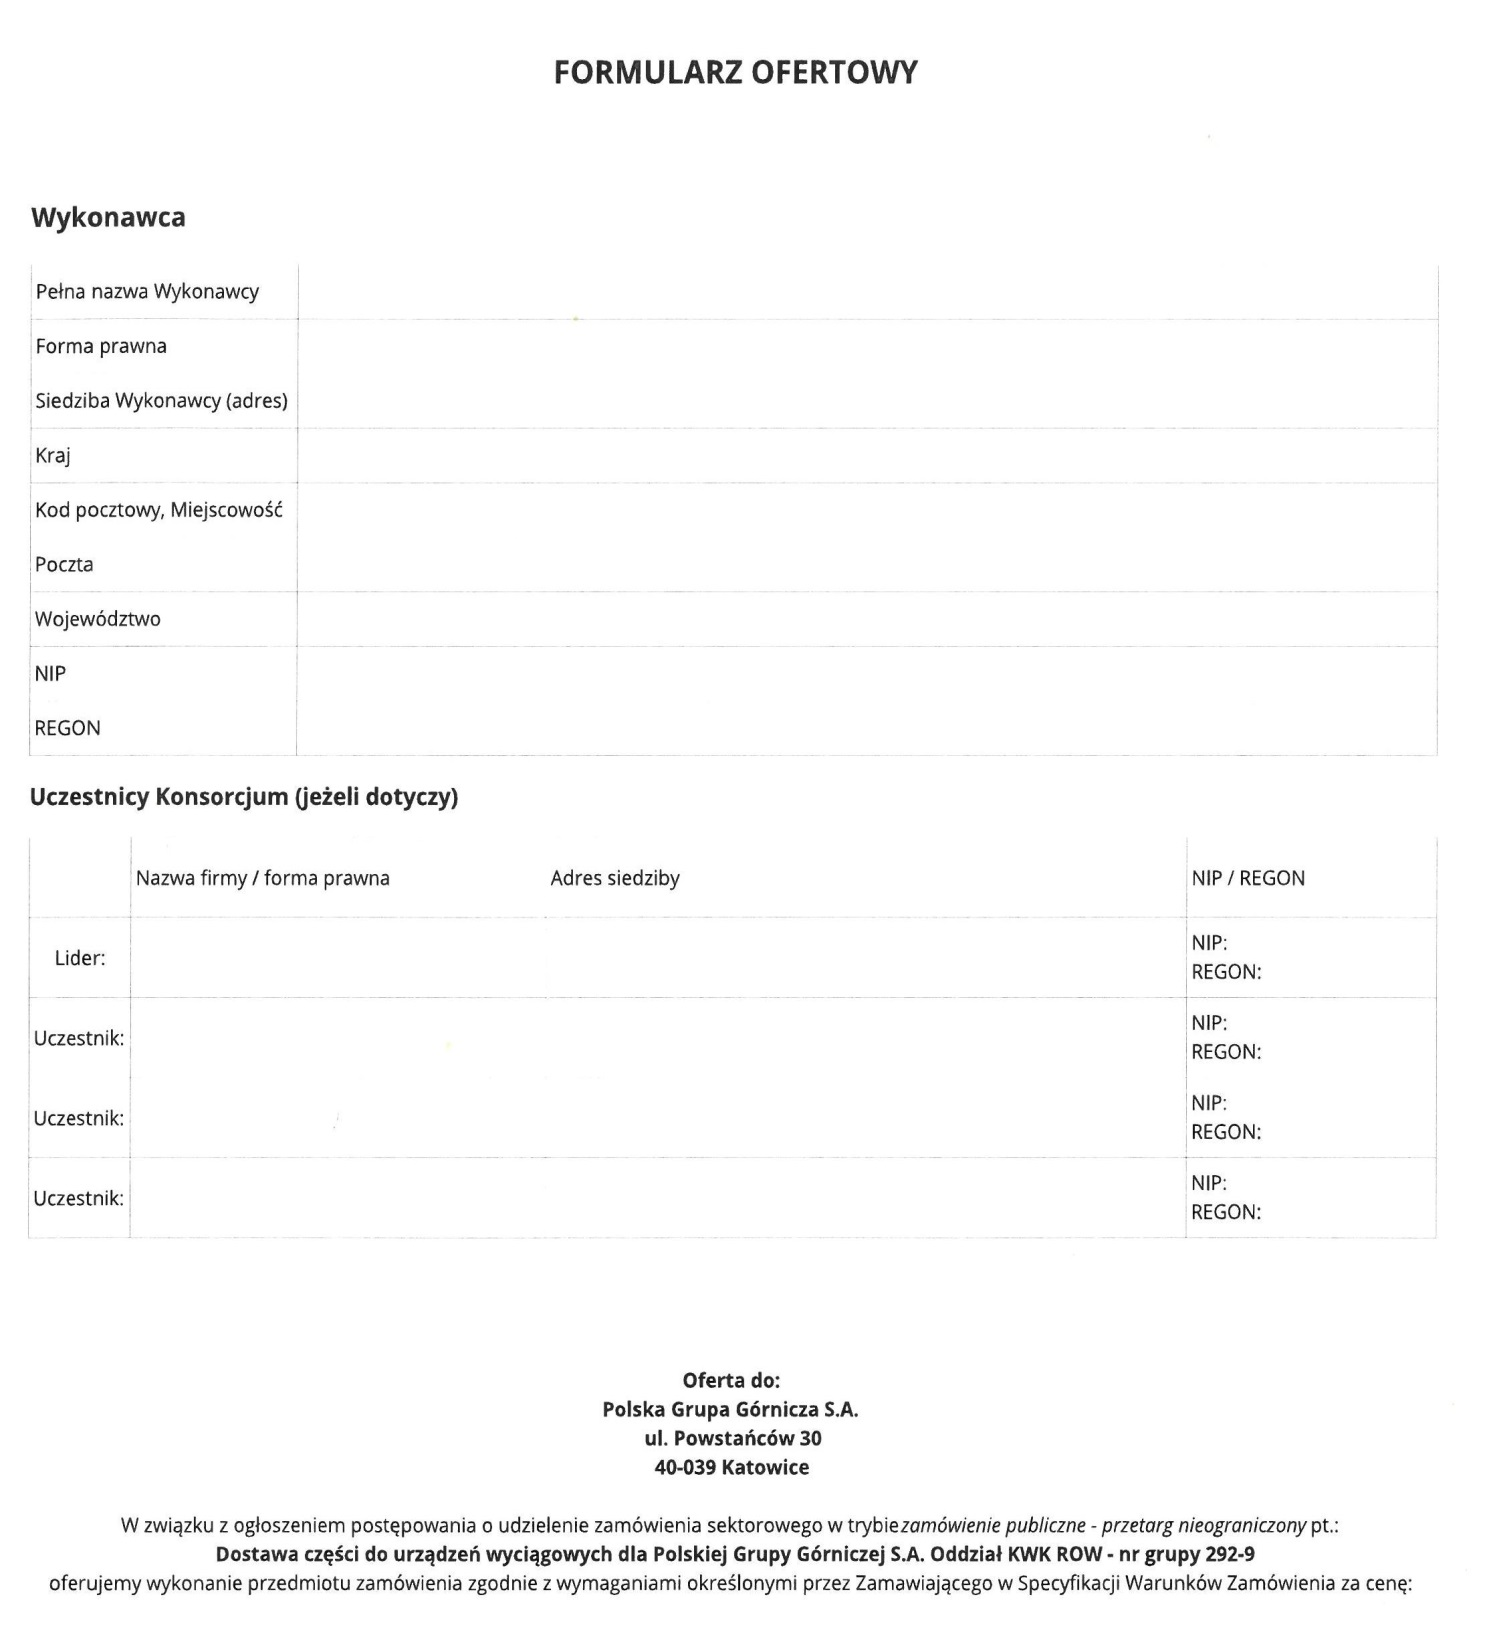 FORMULARZ OFERTOWY
Wykonawca
Pełna nazwa Wykonawcy
Forma prawna
Siedziba Wykonawcy (adres)
Kraj
Kod pocztowy, Miejscowość
Poczta
Województwo
NIP
REGON
Uczestnicy Konsorcjum (jeżeli dotyczy)
Nazwa firmy / forma prawna Adres siedziby NIP / REGON
Lider: NIP:
REGON:
Uczestnik: NIP:
REGON:
Uczestnik: NIP:
REGON:
Uczestnik: NIP:
REGON:
Oferta do:
Polska Grupa Górnicza S.A.
ul. Powstańców 30
40-039 Katowice
W związku z ogłoszeniem postępowania o udzielenie zamówienia sektorowego w trybiezamówienie publiczne - przetarg nieograniczony pt.:
Dostawa części do urządzeń wyciągowych dla Polskiej Grupy Górniczej S.A. Oddział KWK ROW - nr grupy 292-9
oferujemy wykonanie przedmiotu zamówienia zgodnie z wymaganiami określonymi przez Zamawiającego w Specyfikacji Warunków Zamówienia za cenę: